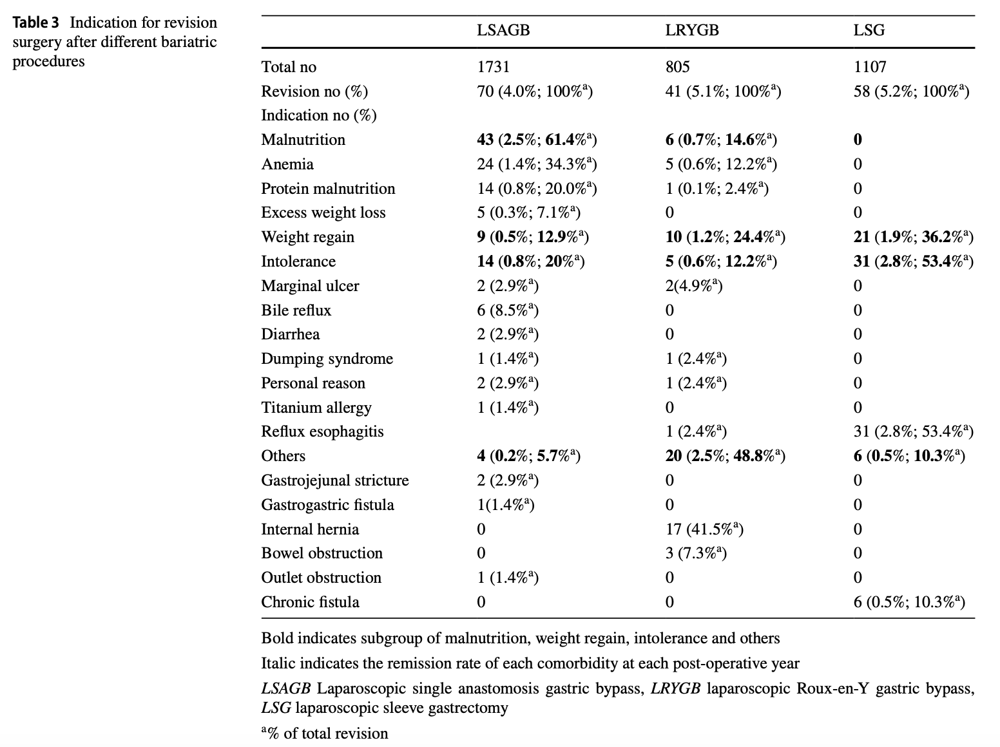 Table 3 Indication for revision
surgery after different bariatric
procedures
LSAGB LRYGB LSG
Total no 1731 805 1107
Revision no (%) 70 (4.0%; 100%ᵃ) 41 (5.1%; 100%ᵃ) 58 (5.2%; 100%ᵃ)
Indication no (%)
Malnutrition 43 (2.5%; 61.4%ᵃ) 6 (0.7%; 14.6%ᵃ) 0
Anemia 24 (1.4%; 34.3%ᵃ) 5 (0.6%; 12.2%ᵃ) 0
Protein malnutrition 14 (0.8%; 20.0%ᵃ) 1 (0.1%; 2.4%ᵃ) 0
Excess weight loss 5 (0.3%; 7.1%ᵃ) 0 0
Weight regain 9 (0.5%; 12.9%ᵃ) 10 (1.2%; 24.4%ᵃ) 21 (1.9%; 36.2%ᵃ)
Intolerance 14 (0.8%; 20%ᵃ) 5 (0.6%; 12.2%ᵃ) 31 (2.8%; 53.4%ᵃ)
Marginal ulcer 2 (2.9%ᵃ) 2(4.9%ᵃ) 0
Bile reflux 6 (8.5%ᵃ) 0 0
Diarrhea 2 (2.9%ᵃ) 0 0
Dumping syndrome 1 (1.4%ᵃ) 1 (2.4%ᵃ) 0
Personal reason 2 (2.9%ᵃ) 1 (2.4%ᵃ) 0
Titanium allergy 1 (1.4%ᵃ) 0 0
Reflux esophagitis 1 (2.4%ᵃ) 31 (2.8%; 53.4%ᵃ)
Others 4 (0.2%; 5.7%ᵃ) 20 (2.5%; 48.8%ᵃ) 6 (0.5%; 10.3%ᵃ)
Gastrojejunal stricture 2 (2.9%ᵃ) 0 0
Gastrogastric fistula 1(1.4%ᵃ) 0 0
Internal hernia 0 17 (41.5%ᵃ) 0
Bowel obstruction 0 3 (7.3%ᵃ) 0
Outlet obstruction 1 (1.4%ᵃ) 0 0
Chronic fistula 0 0 6 (0.5%; 10.3%ᵃ)
Bold indicates subgroup of malnutrition, weight regain, intolerance and others
Italic indicates the remission rate of each comorbidity at each post-operative year
LSAGB Laparoscopic single anastomosis gastric bypass, LRYGB laparoscopic Roux-en-Y gastric bypass,
LSG laparoscopic sleeve gastrectomy
ᵃ% of total revision